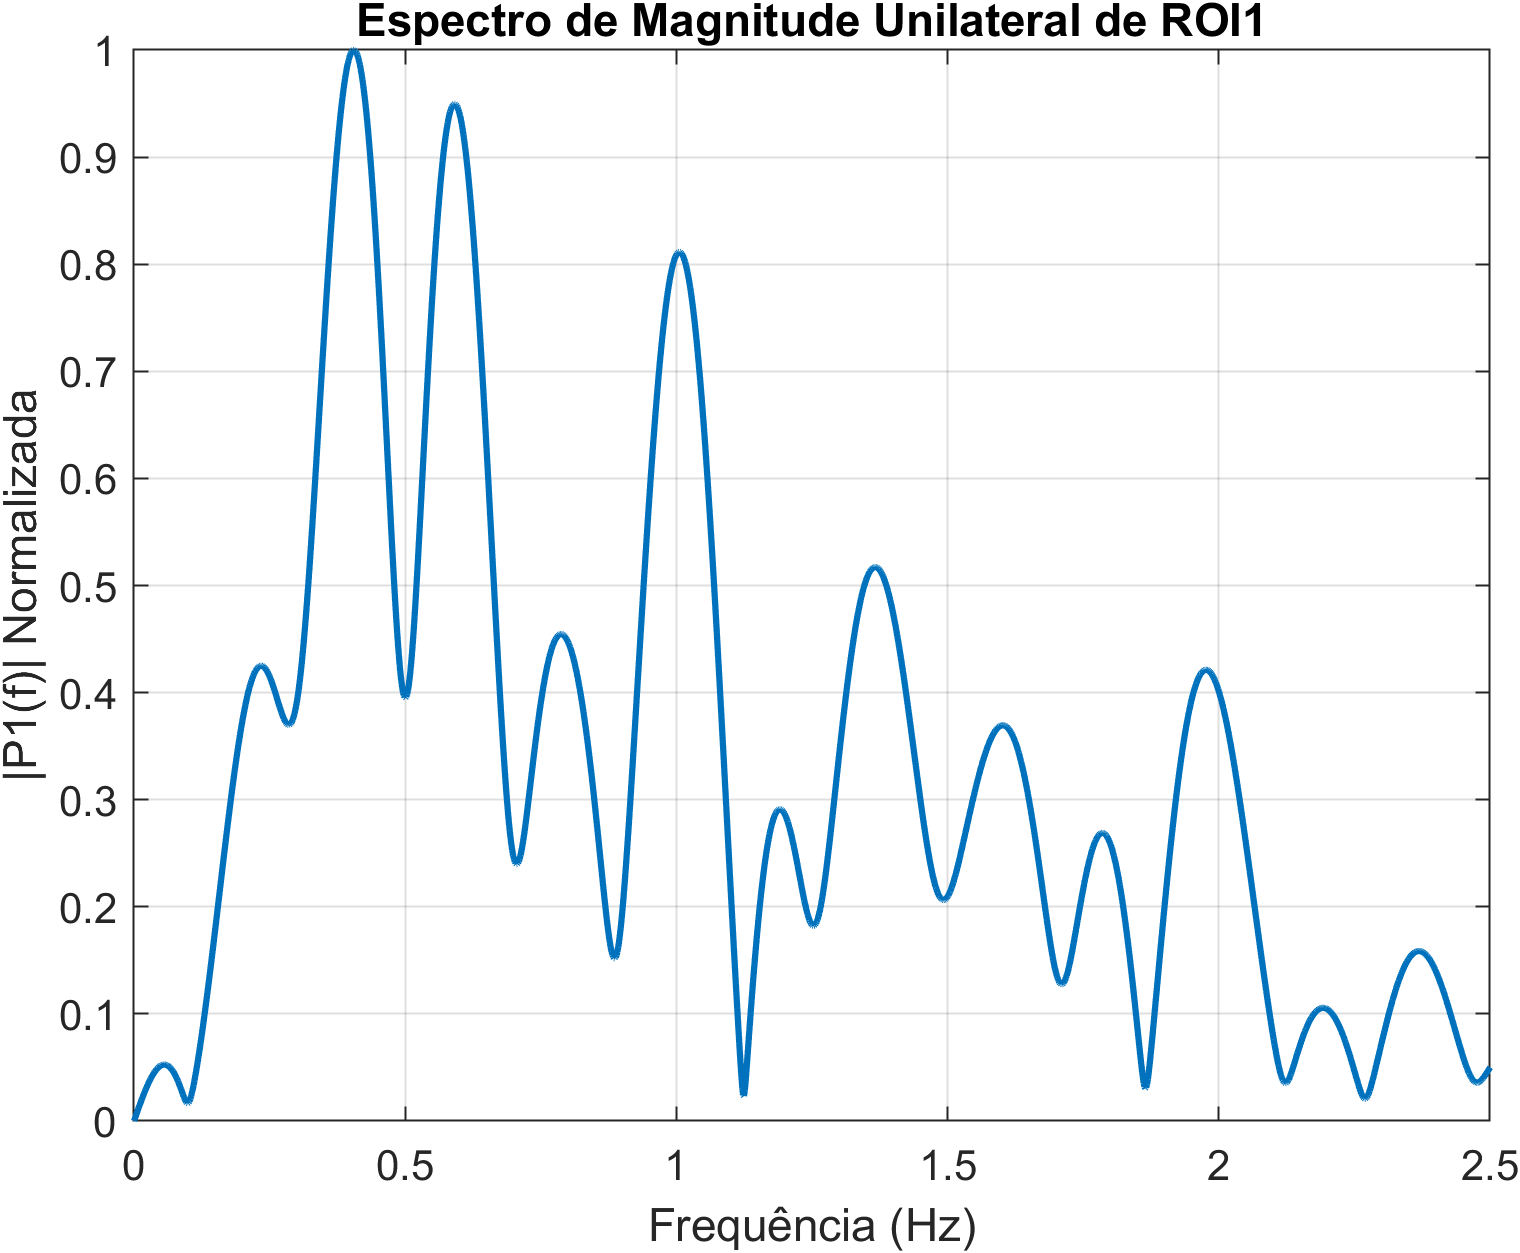 Espectro de Magnitude Unilateral de ROI1
|P1(f)| Normalizada
1
0.9
0.8
0.7
0.6
0.5
0.4
0.3
0.2
0.1
0
0 0.5 1 1.5 2 2.5
Frequência (Hz)